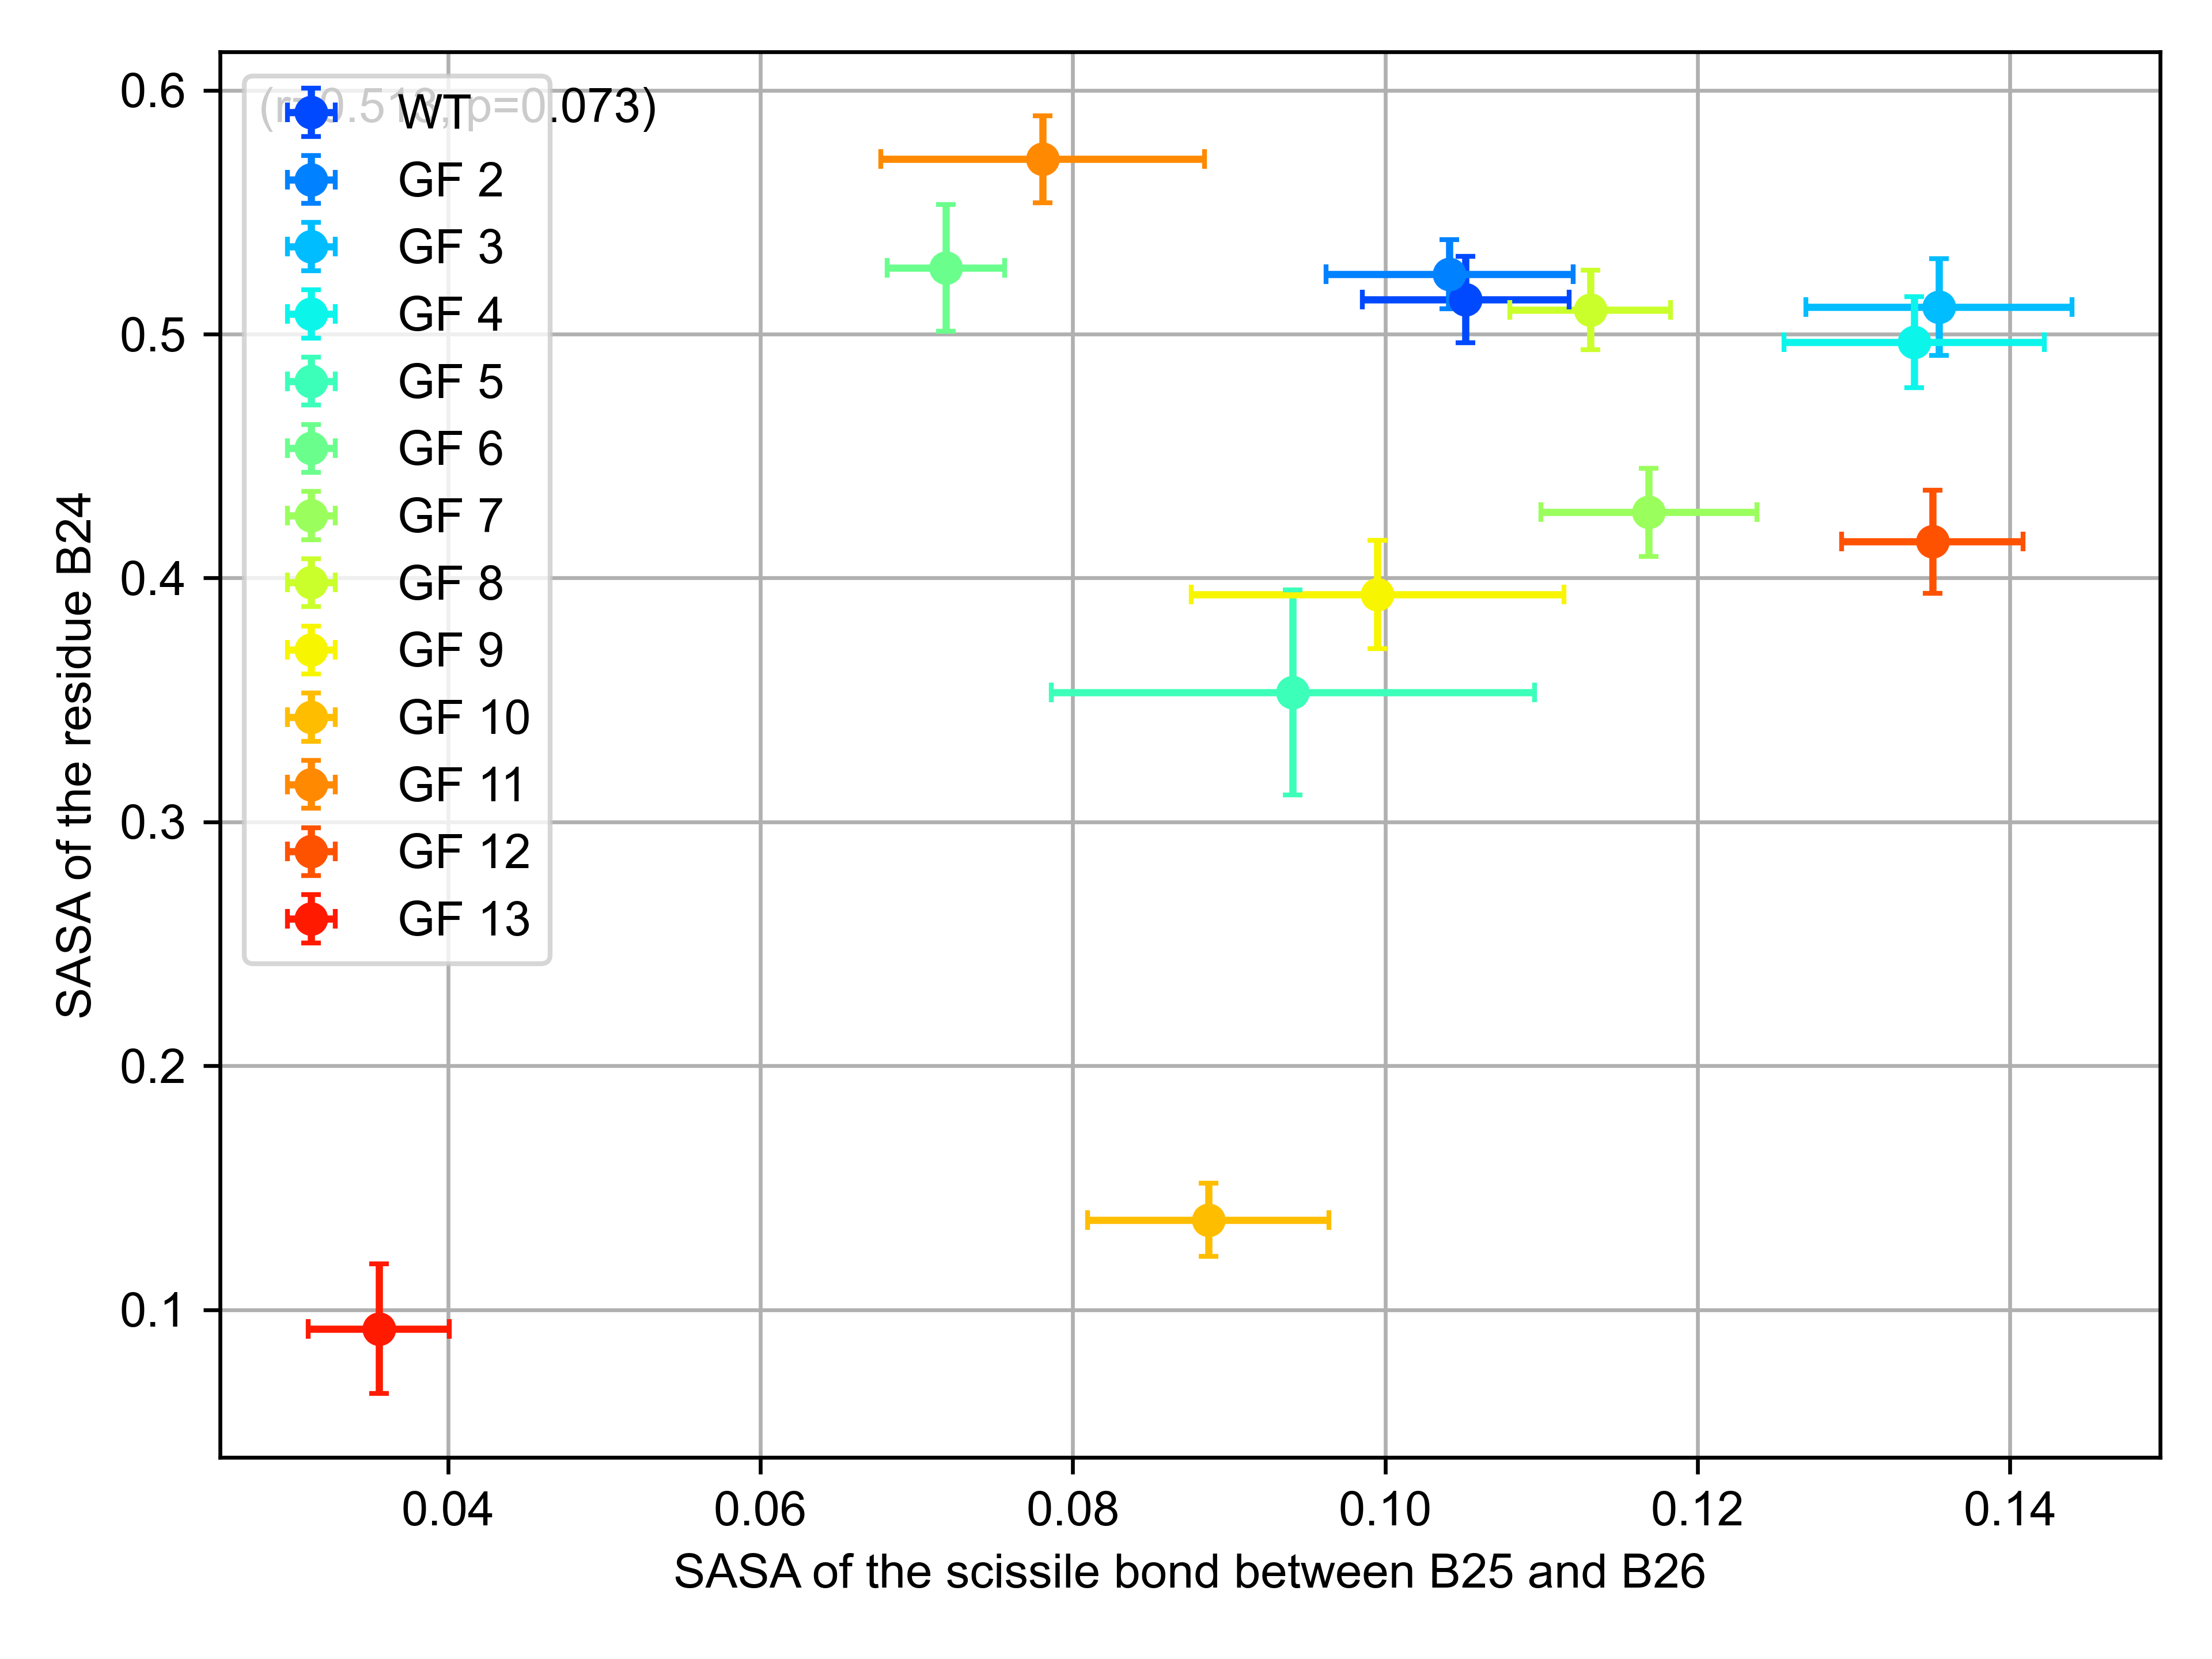 0.6
0.5
0.4
0.3
0.2
0.1
SASA of the residue B24
(r=0.513, p=0.073)
WT
GF 2
GF 3
GF 4
GF 5
GF 6
GF 7
GF 8
GF 9
GF 10
GF 11
GF 12
GF 13
0.04 0.06 0.08 0.10 0.12 0.14
SASA of the scissile bond between B25 and B26